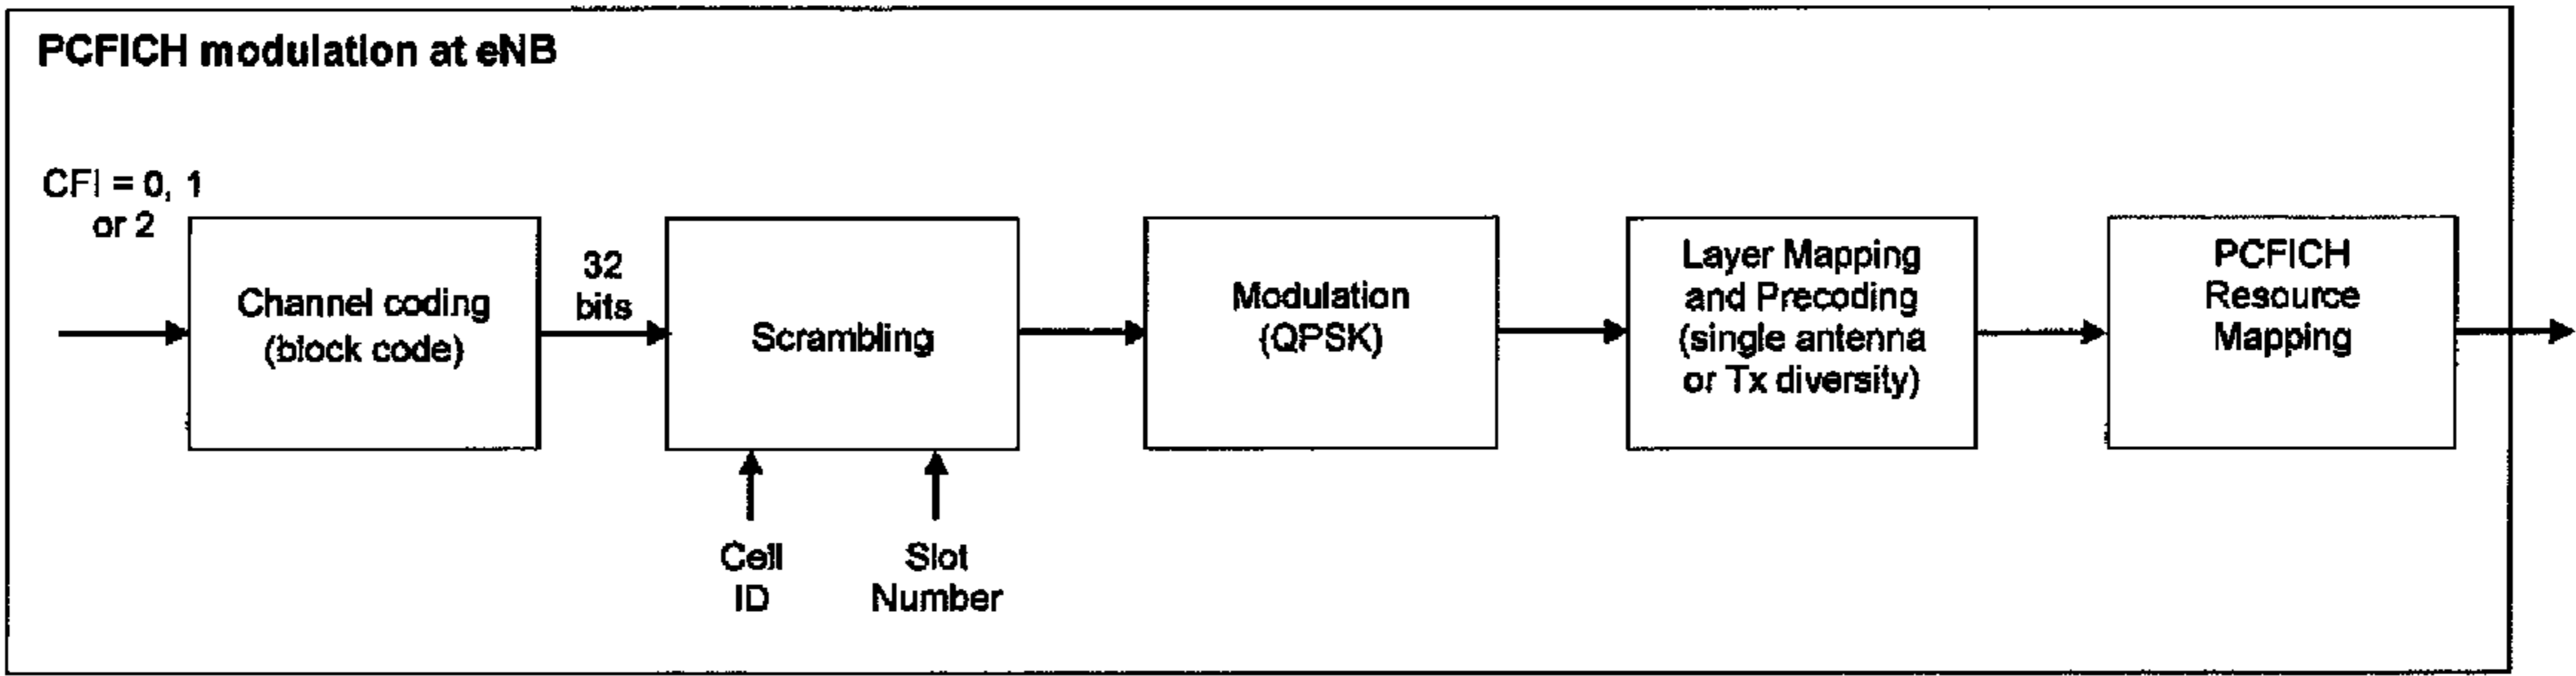 PCFICH modulation at eNB
CFI = 0, 1
or 2
Channel coding
(block code)
32
bits
Scrambling
Cell
ID
Slot
Number
Modulation
(QPSK)
Layer Mapping
and Precoding
(single antenna
or Tx diversity)
PCFICH
Resource
Mapping